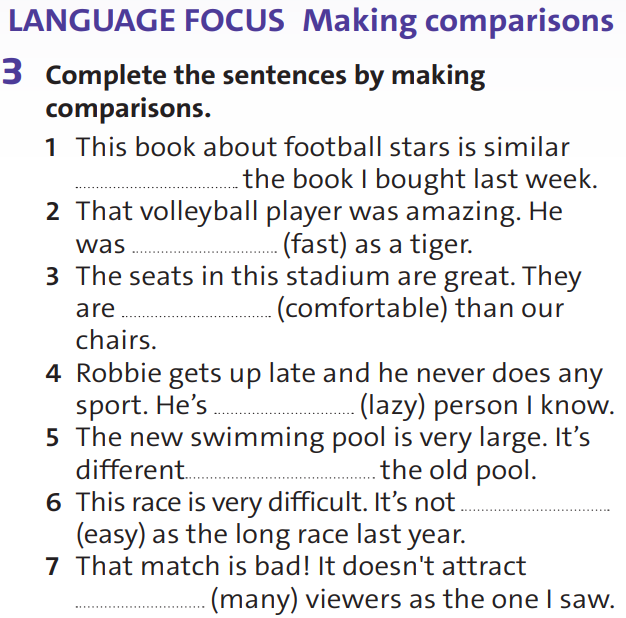 LANGUAGE FOCUS Making comparisons
3 Complete the sentences by making
comparisons.
1 This book about football stars is similar
.................................... the book I bought last week.
2 That volleyball player was amazing. He
was ................................ (fast) as a tiger.
3 The seats in this stadium are great. They
are ................................. (comfortable) than our
chairs.
4 Robbie gets up late and he never does any
sport. He’s ............................... (lazy) person I know.
5 The new swimming pool is very large. It’s
different.......................................... the old pool.
6 This race is very difficult. It’s not .................................
(easy) as the long race last year.
7 That match is bad! It doesn't attract
............................. (many) viewers as the one I saw.